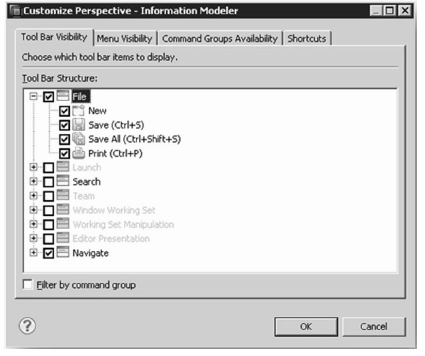 Customize Perspective - Information Modeler
Tool Bar Visibility Menu Visibility Command Groups Availability Shortcuts
Choose which tool bar items to display.
Tool Bar Structure:
File
New
Save (Ctrl+S)
Save All (Ctrl+Shift+S)
Print (Ctrl+P)
Launch
Search
Team
Window Working Set
Working Set Manipulation
Editor Presentation
Navigate
Filter by command group
?
OK Cancel